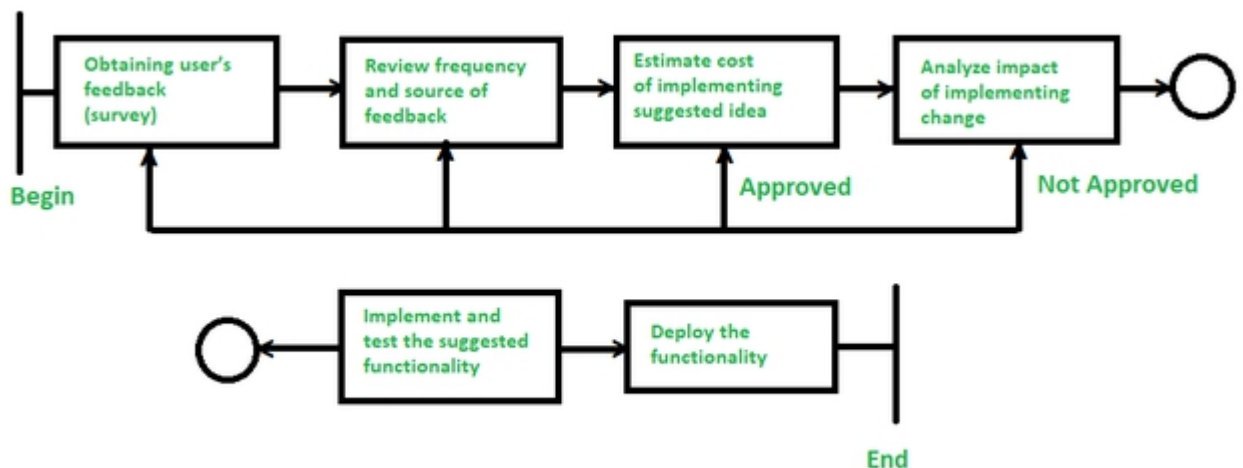 Obtaining user's
feedback
(survey)
Review frequency
and source of
feedback
Estimate cost
of implementing
suggested idea
Analyze impact
of implementing
change
Begin
Approved
Not Approved
Implement and
test the suggested
functionality
Deploy the
functionality
End